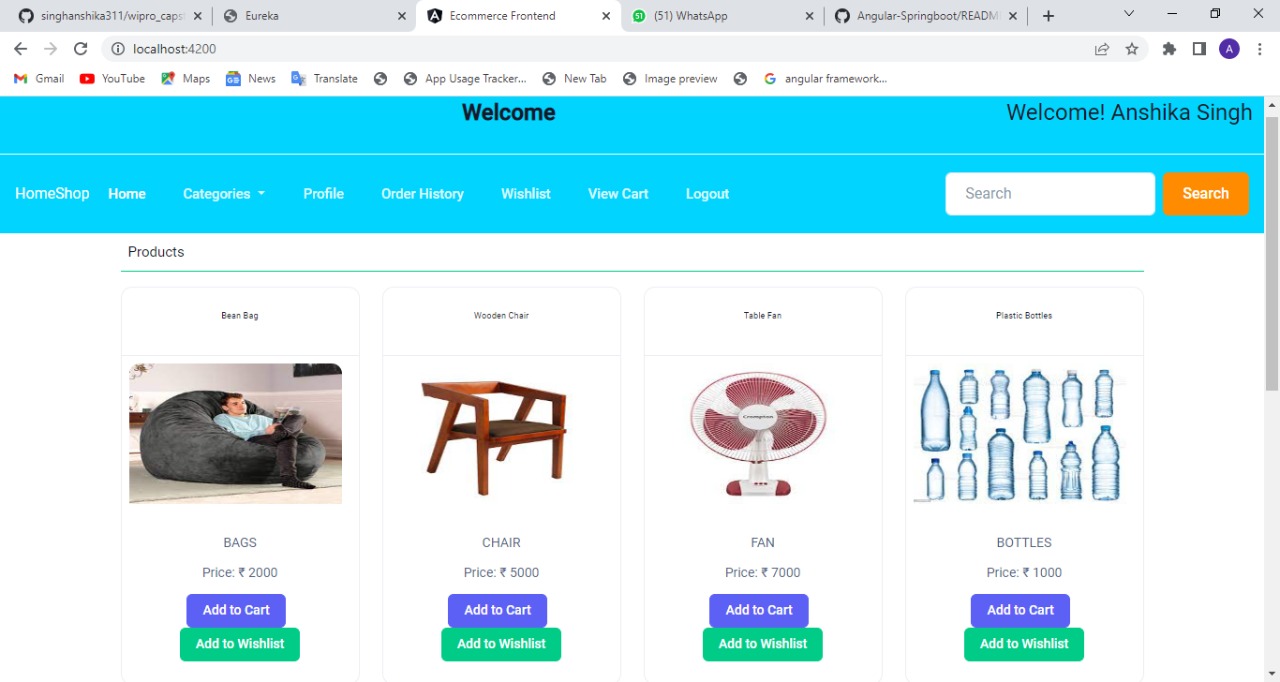 singhanshika311/wipro_caps
Eureka
Ecommerce Frontend
(51) WhatsApp
Angular-Springboot/READMI
localhost:4200
A
Gmail
YouTube
Maps
News
Translate
App Usage Tracker...
New Tab
Image preview
angular framework...
Welcome
Welcome! Anshika Singh
HomeShop
Home
Categories
Profile
Order History
Wishlist
View Cart
Logout
Search
Search
Products
Bean Bag
Wooden Chair
Table Fan
Plastic Bottles
Crompton
BAGS
CHAIR
FAN
BOTTLES
Price: ₹ 2000
Price: ₹ 5000
Price: ₹ 7000
Price: ₹ 1000
Add to Cart
Add to Cart
Add to Cart
Add to Cart
Add to Wishlist
Add to Wishlist
Add to Wishlist
Add to Wishlist